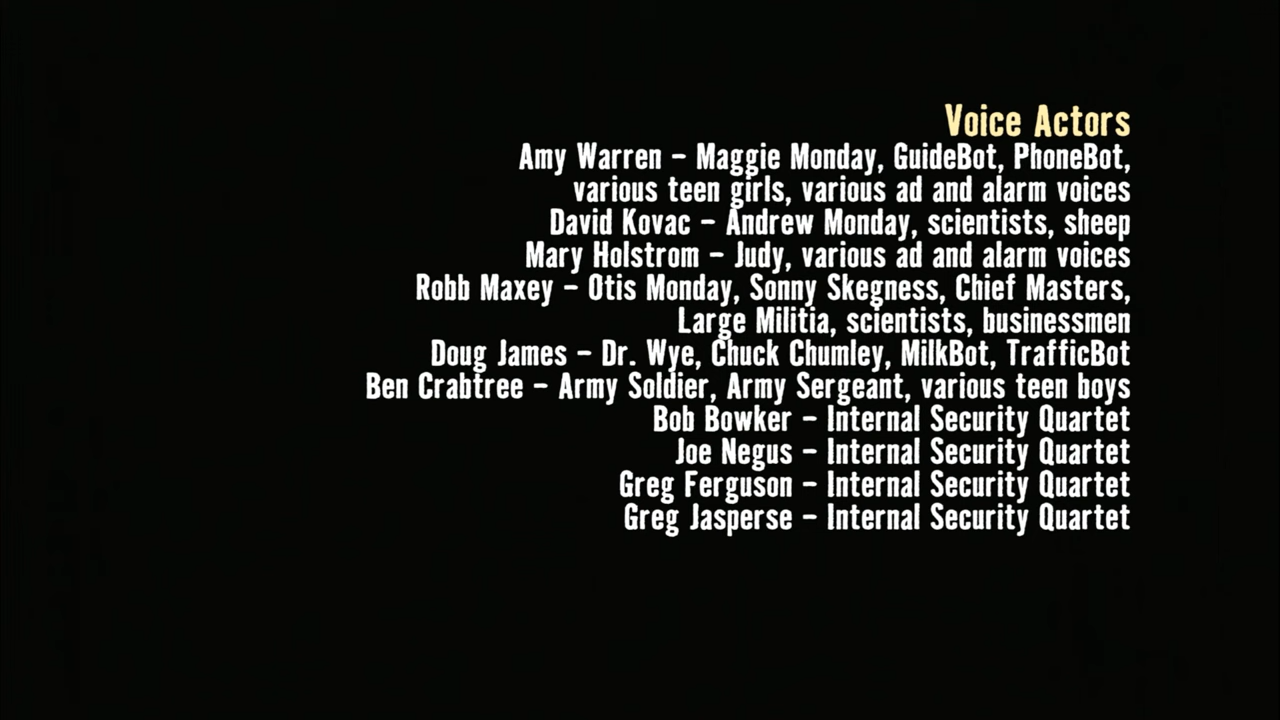 Voice Actors
Amy Warren – Maggie Monday, GuideBot, PhoneBot,
various teen girls, various ad and alarm voices
David Kovac – Andrew Monday, scientists, sheep
Mary Holstrom – Judy, various ad and alarm voices
Robb Maxey – Otis Monday, Sonny Skegness, Chief Masters,
Large Militia, scientists, businessmen
Doug James – Dr. Wye, Chuck Chumley, MilkBot, TrafficBot
Ben Crabtree – Army Soldier, Army Sergeant, various teen boys
Bob Bowker – Internal Security Quartet
Joe Negus – Internal Security Quartet
Greg Ferguson – Internal Security Quartet
Greg Jasperse – Internal Security Quartet